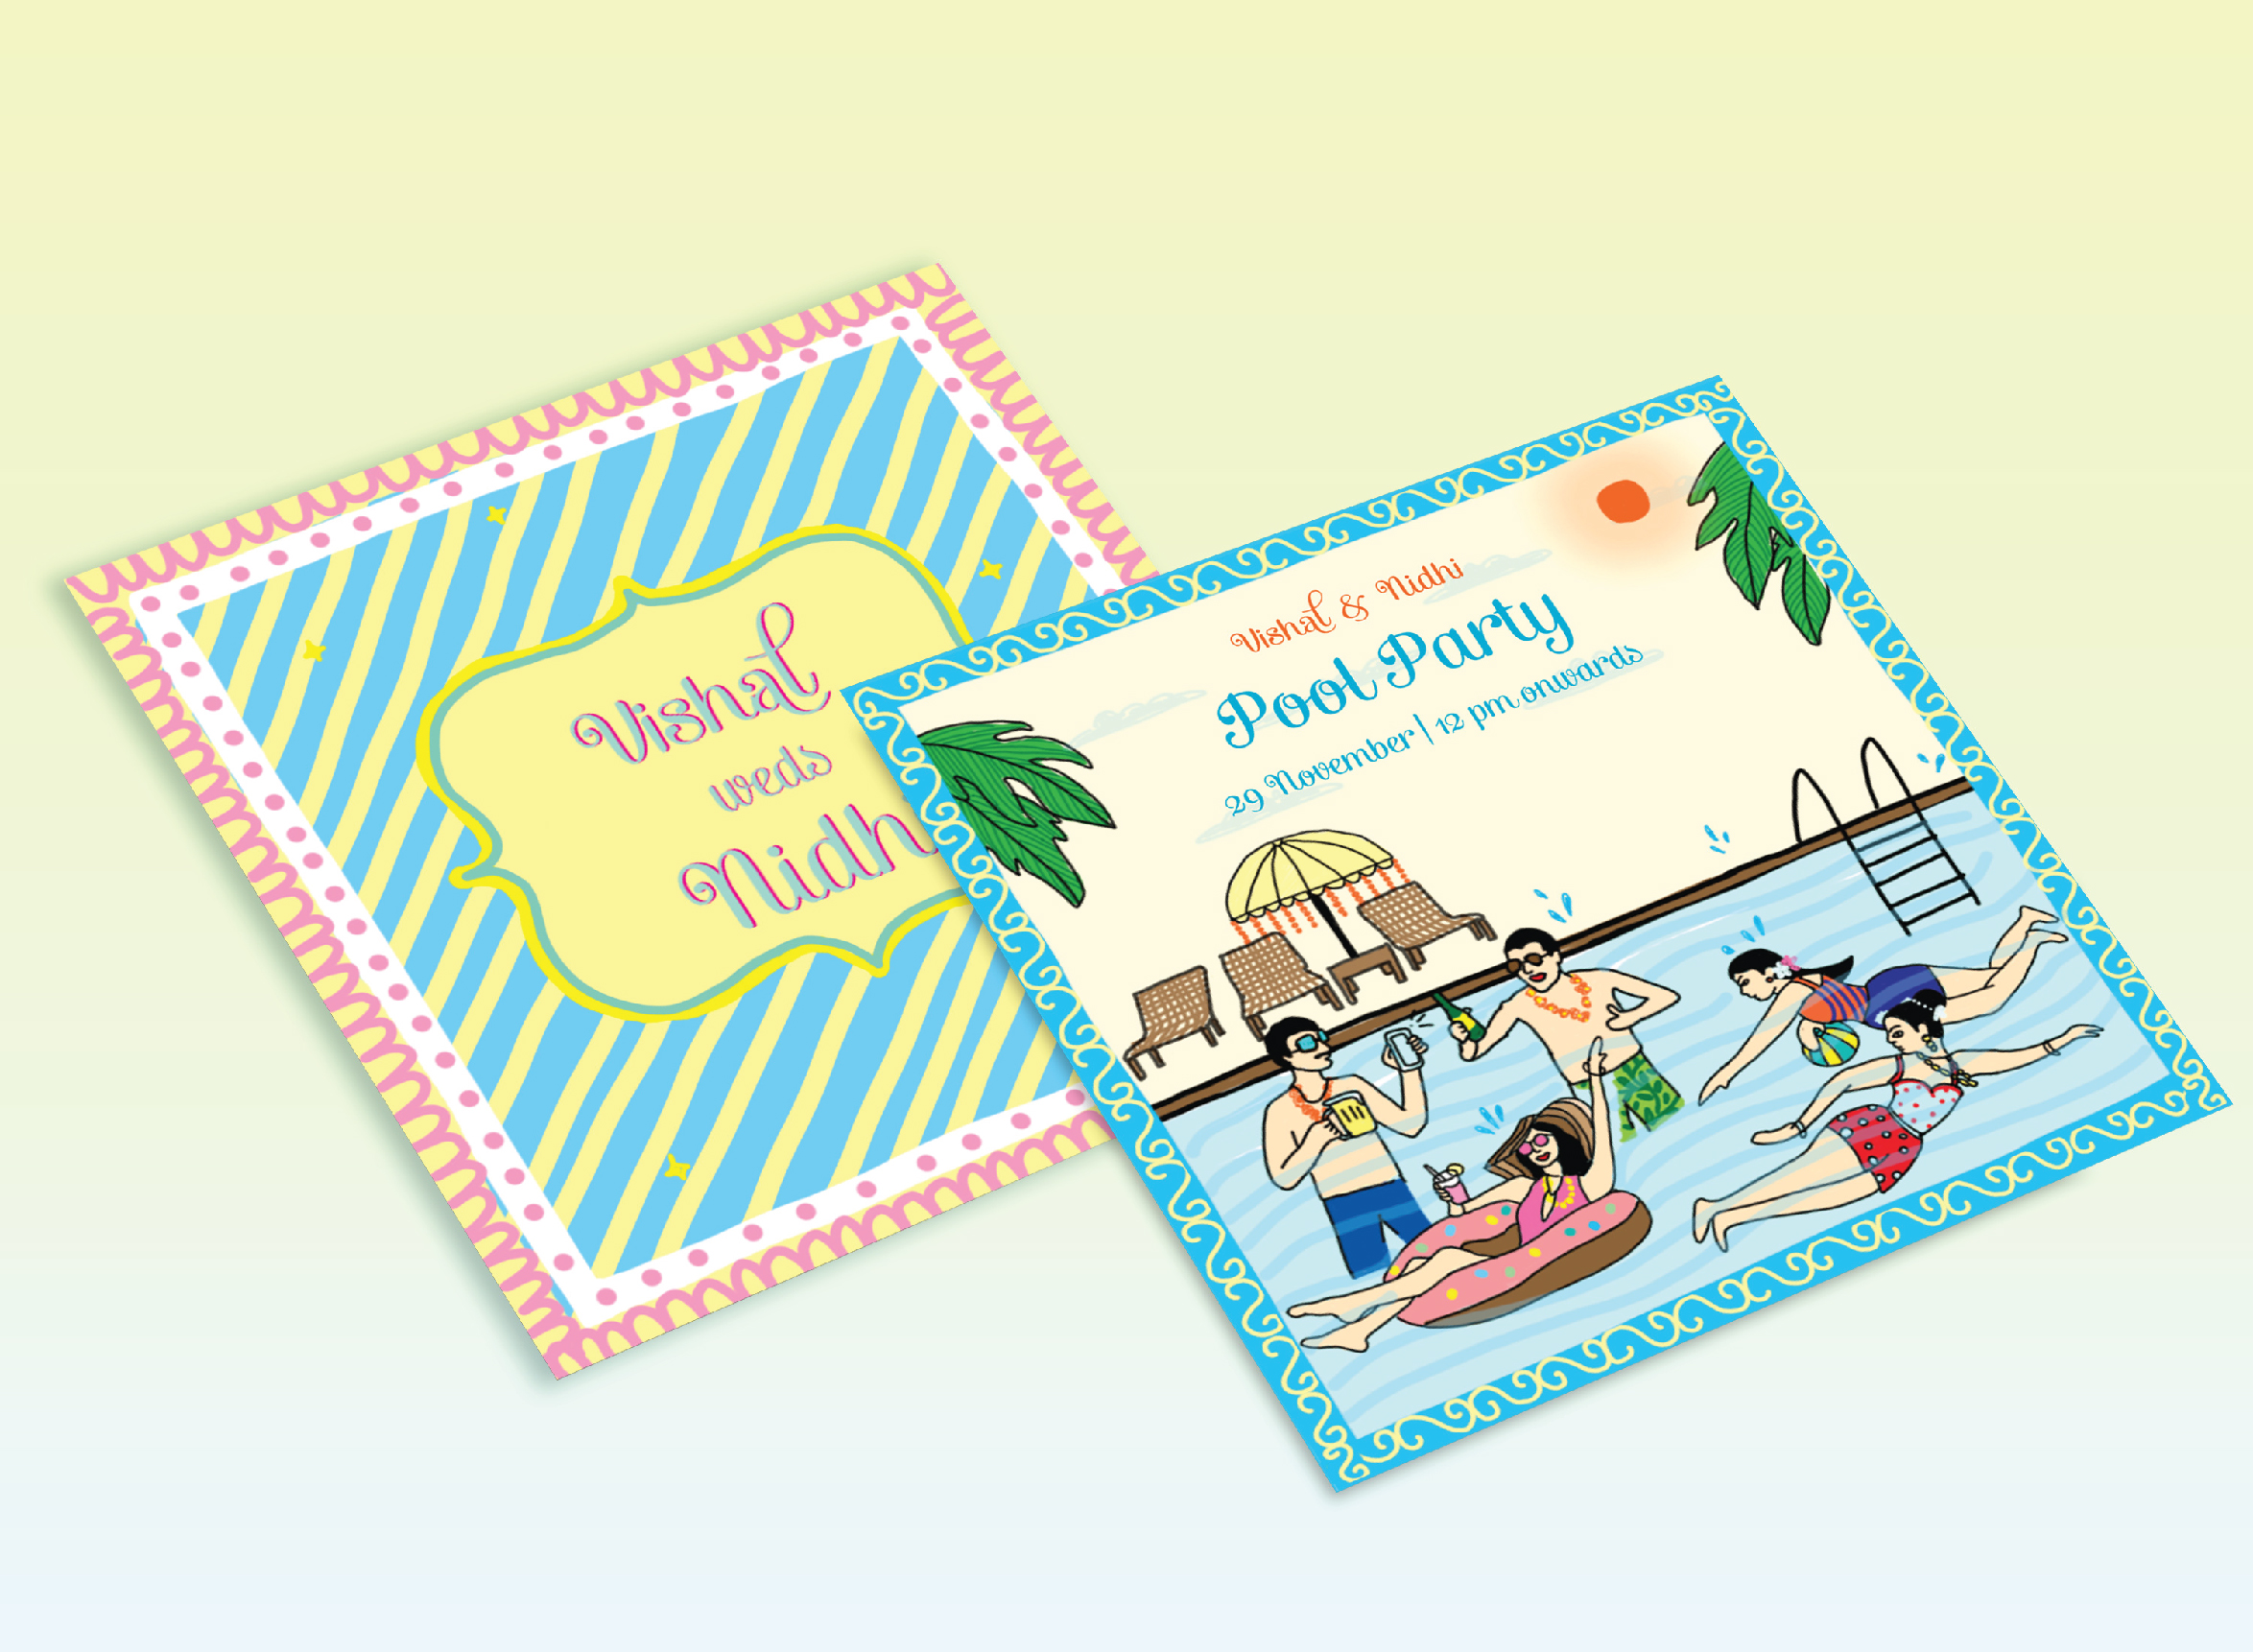 Vishal
weds
Nidh
Vishal & Nidhi
Pool Party
29 November | 12 pm onwards